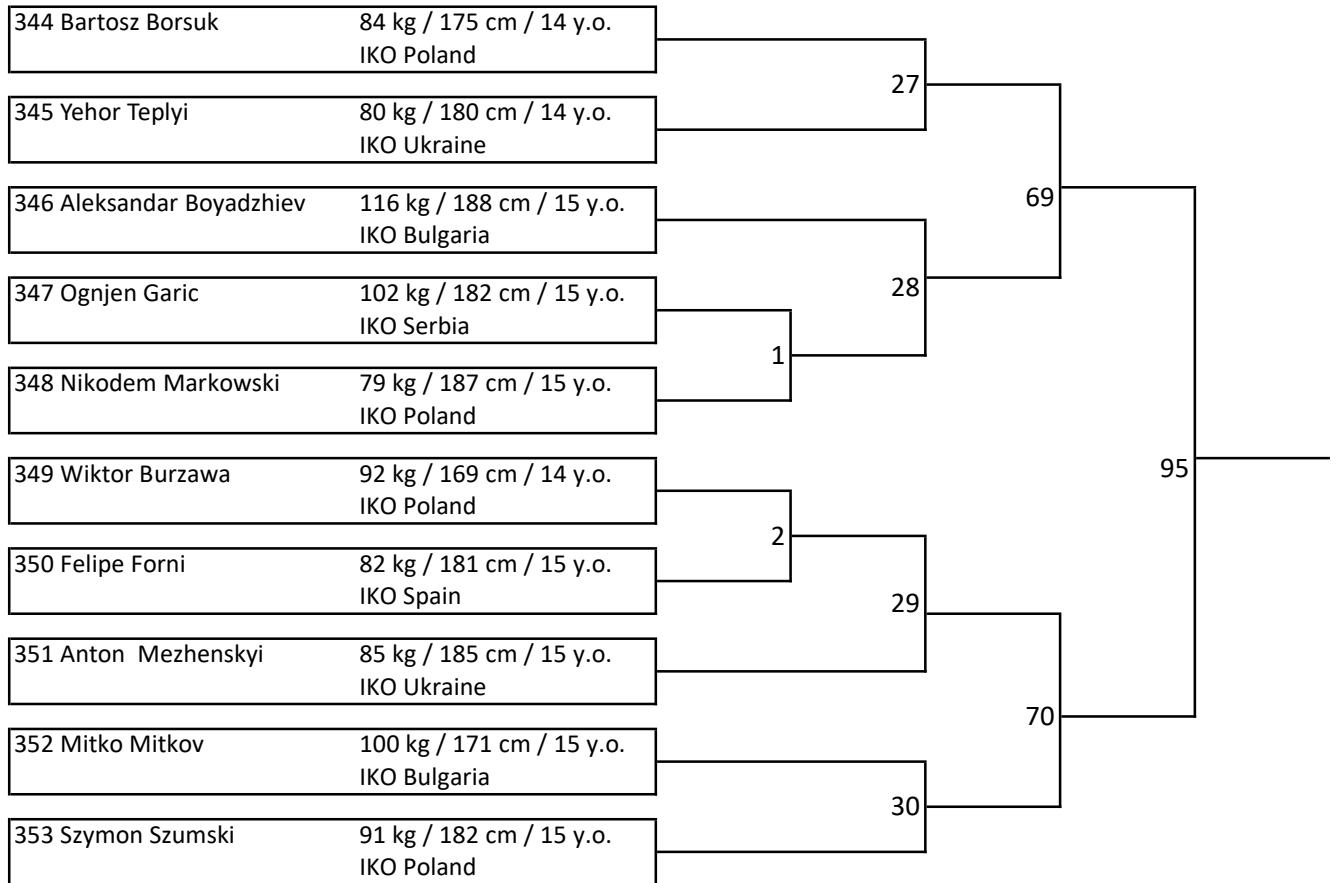 344 Bartosz Borsuk 84 kg / 175 cm / 14 y.o.
IKO Poland
27
345 Yehor Teplyi 80 kg / 180 cm / 14 y.o.
IKO Ukraine
346 Aleksandar Boyadzhiev 116 kg / 188 cm / 15 y.o.
69
IKO Bulgaria
347 Ognjen Garic 102 kg / 182 cm / 15 y.o.
28
IKO Serbia
1
348 Nikodem Markowski 79 kg / 187 cm / 15 y.o.
IKO Poland
349 Wiktor Burzawa 92 kg / 169 cm / 14 y.o.
95
IKO Poland
2
350 Felipe Forni 82 kg / 181 cm / 15 y.o.
IKO Spain
29
351 Anton  Mezhenskyi 85 kg / 185 cm / 15 y.o.
IKO Ukraine
70
352 Mitko Mitkov 100 kg / 171 cm / 15 y.o.
IKO Bulgaria
30
353 Szymon Szumski 91 kg / 182 cm / 15 y.o.
IKO Poland